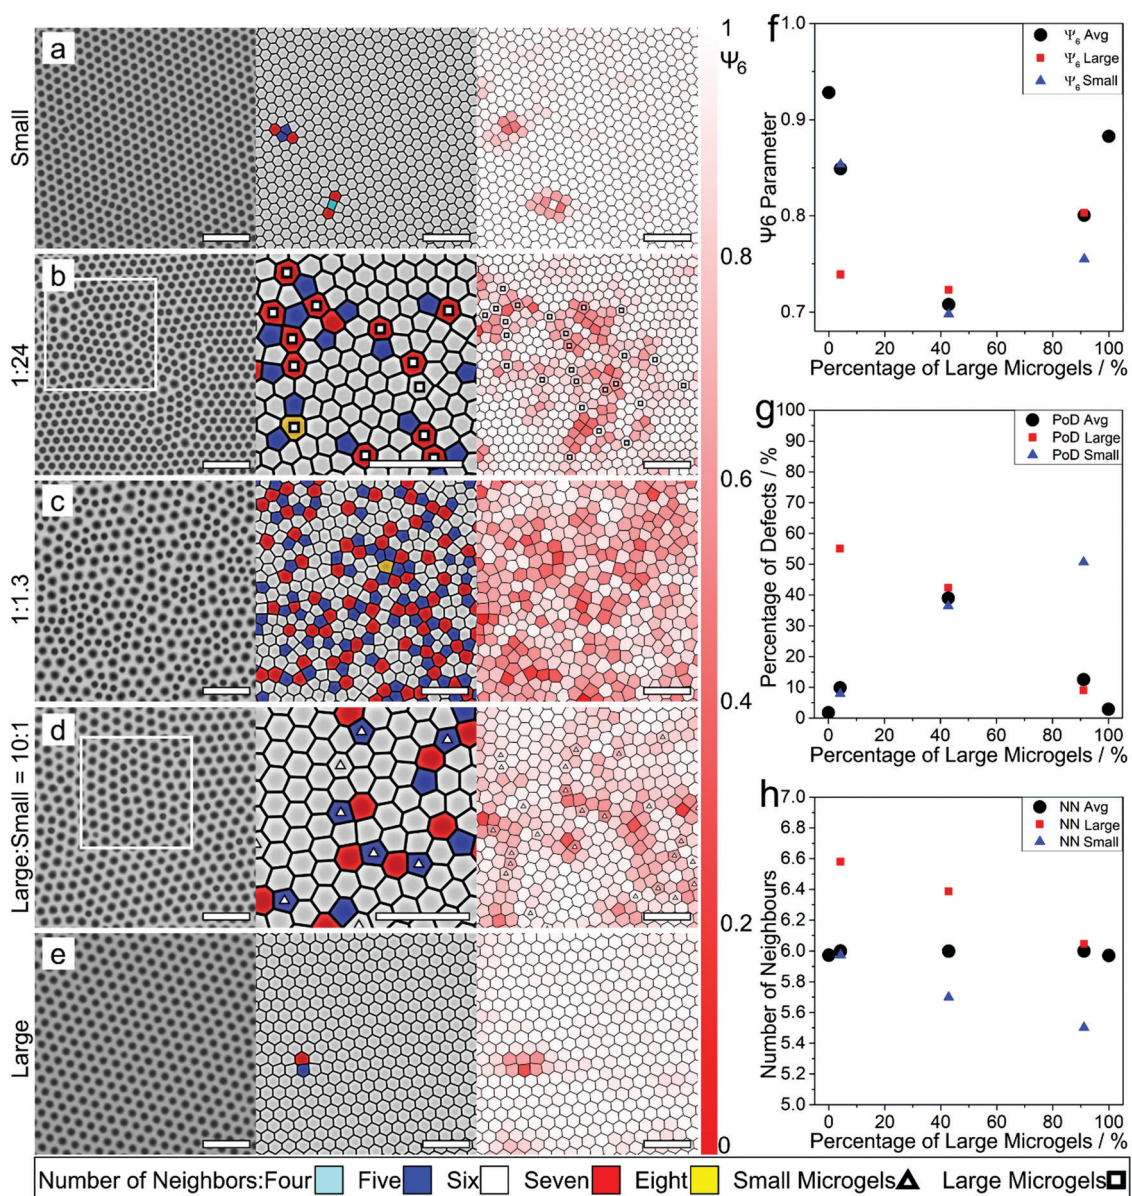 a
Small
b
1:24
c
1:1.3
d
Large:Small = 10:1
e
Large
1
Ψ6
0.8
0.6
0.4
0.2
0
f
1.0
0.9
0.8
0.7
Ψ6 Parameter
Ψ6 Avg
Ψ6 Large
Ψ6 Small
0 20 40 60 80 100
Percentage of Large Microgels / %
g
100
90
80
70
60
50
40
30
20
10
0
Percentage of Defects / %
PoD Avg
PoD Large
PoD Small
0 20 40 60 80 100
Percentage of Large Microgels / %
h
7.0
6.8
6.6
6.4
6.2
6.0
5.8
5.6
5.4
5.2
5.0
Number of Neighbours
NN Avg
NN Large
NN Small
0 20 40 60 80 100
Percentage of Large Microgels / %
Number of Neighbors: Four Five Six Seven Eight Small Microgels Large Microgels